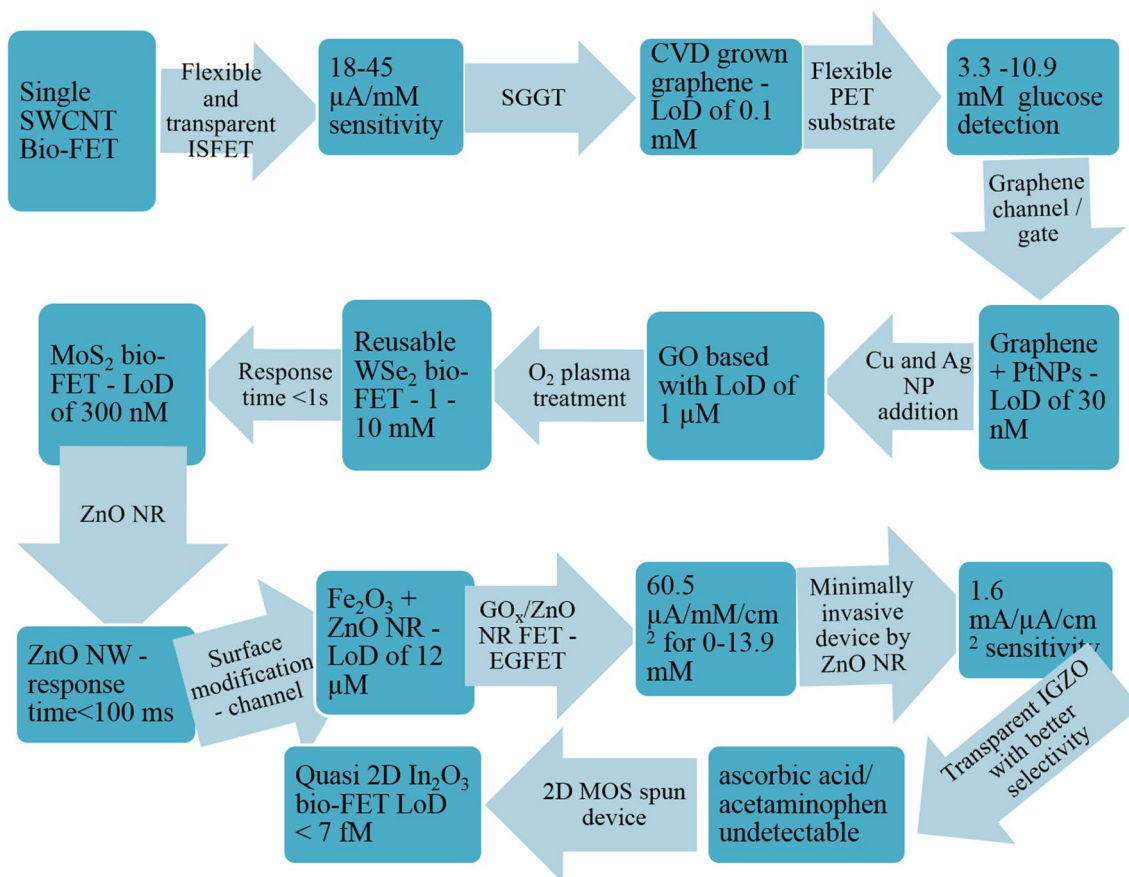 Single
SWCNT
Bio-FET
Flexible
and
transparent
ISFET
18-45
µA/mM
sensitivity
SGGT
CVD grown
graphene -
LoD of 0.1
mM
Flexible
PET
substrate
3.3 -10.9
mM glucose
detection
Graphene
channel /
gate
Graphene
+ PtNPs -
LoD of 30
nM
Cu and Ag
NP
addition
GO based
with LoD of
1 µM
O₂ plasma
treatment
Reusable
WSe₂ bio-
FET - 1 -
10 mM
Response
time <1s
MoS₂ bio-
FET - LoD
of 300 nM
ZnO NR
ZnO NW -
response
time<100 ms
Surface
modification
- channel
Fe₂O₃ +
ZnO NR -
LoD of 12
µM
GOₓ/ZnO
NR FET -
EGFET
60.5
µA/mM/cm
² for 0-13.9
mM
Minimally
invasive
device by
ZnO NR
1.6
mA/µA/cm
² sensitivity
Transparent IGZO
with better
selectivity
ascorbic acid/
acetaminophen
undetectable
2D MOS spun
device
Quasi 2D In₂O₃
bio-FET LoD
< 7 fM